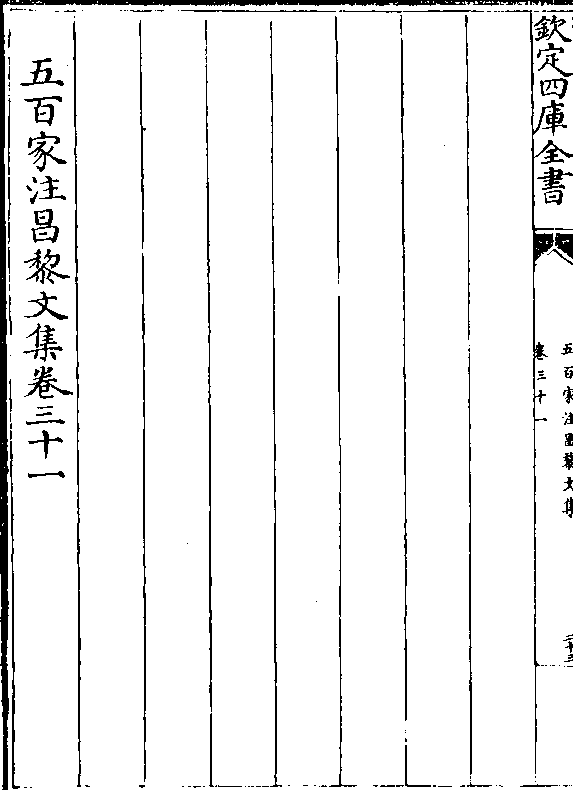 欽定四庫全書
五百家注昌黎文集
卷三十一
五百家注昌黎文集卷三十一